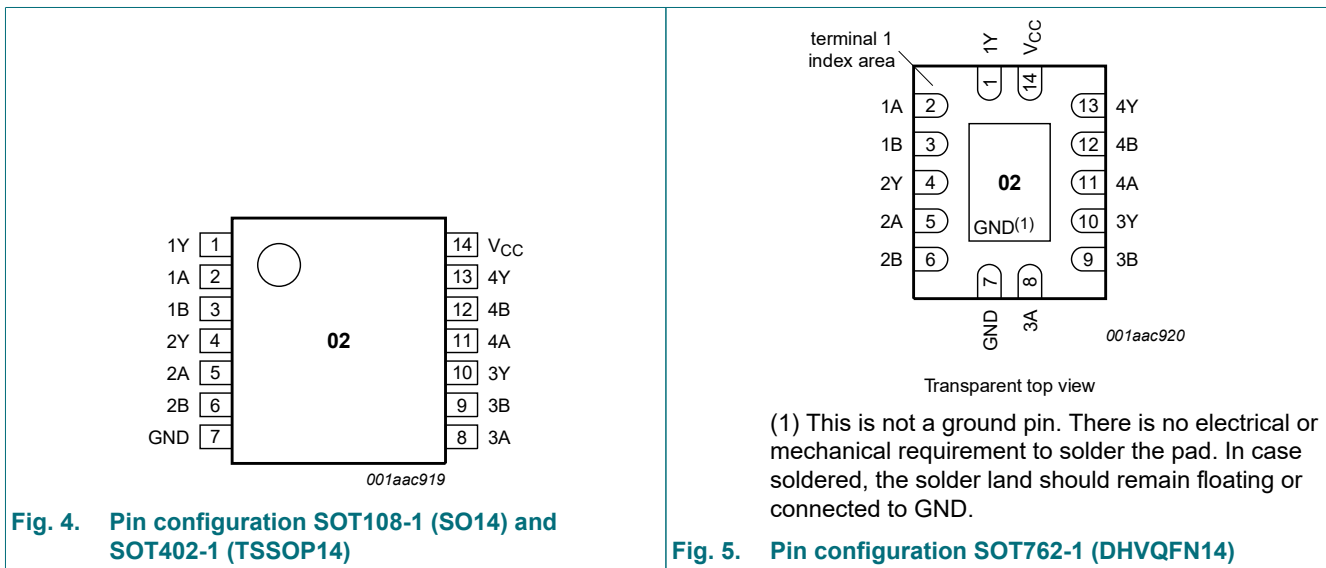 1Y 1 14 VCC
1A 2 13 4Y
1B 3 12 4B
2Y 4 02 11 4A
2A 5 10 3Y
2B 6 9 3B
GND 7 8 3A
001aac919
Fig. 4. Pin configuration SOT108-1 (SO14) and
SOT402-1 (TSSOP14)
terminal 1
index area
1Y VCC
1 14
1A 2 13 4Y
1B 3 12 4B
2Y 4 02 11 4A
2A 5 GND(1) 10 3Y
2B 6 9 3B
7 8
GND 3A
001aac920
Transparent top view
(1) This is not a ground pin. There is no electrical or
mechanical requirement to solder the pad. In case
soldered, the solder land should remain floating or
connected to GND.
Fig. 5. Pin configuration SOT762-1 (DHVQFN14)